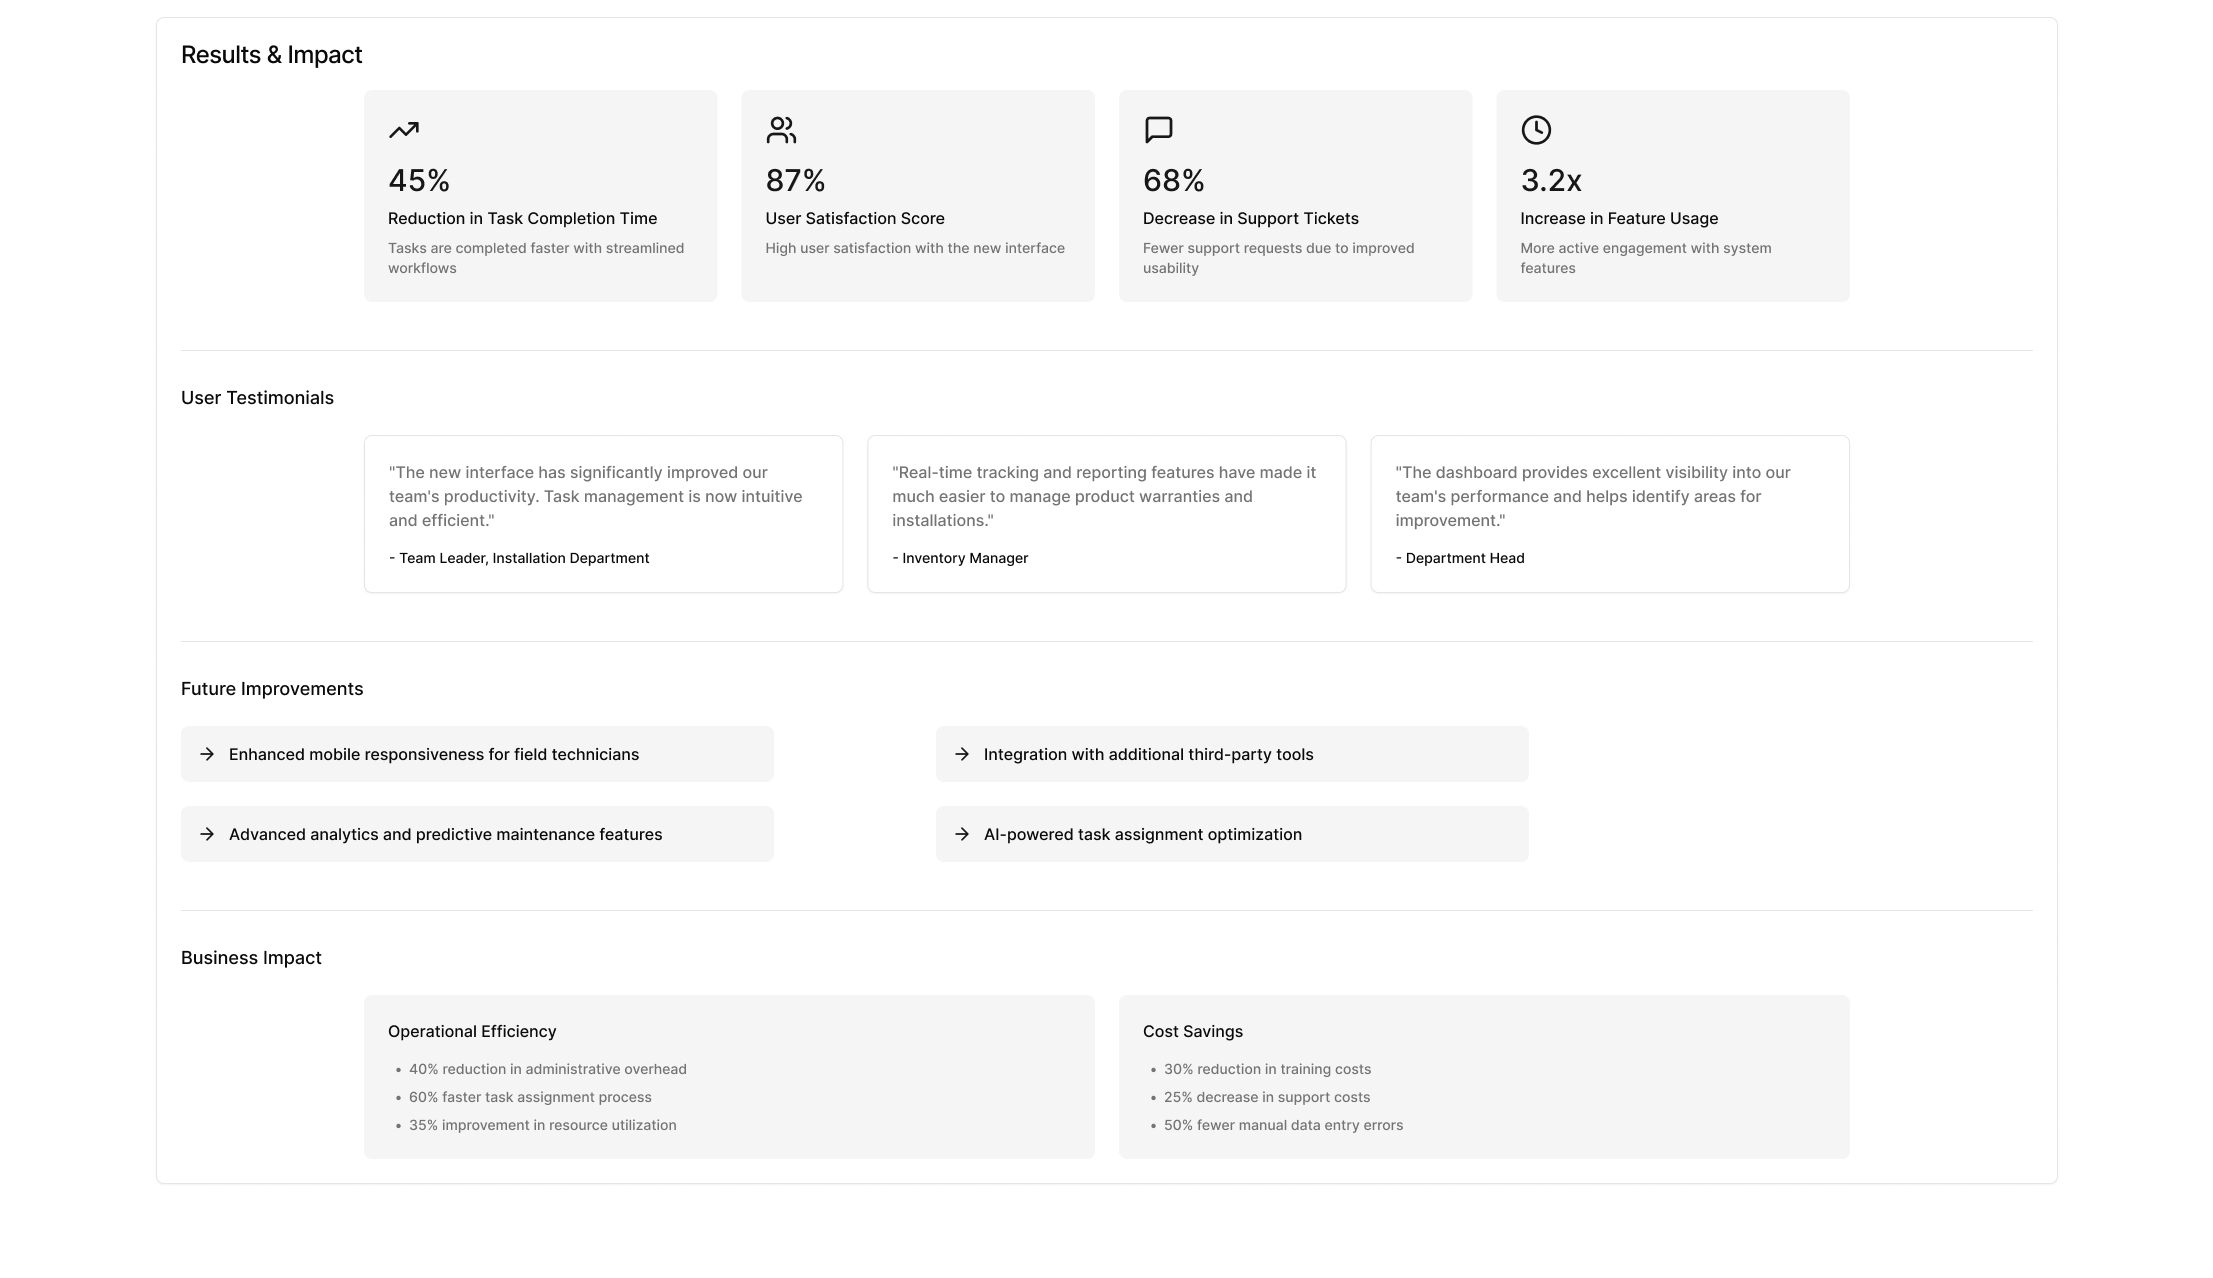 Results & Impact
45%
Reduction in Task Completion Time
Tasks are completed faster with streamlined
workflows
87%
User Satisfaction Score
High user satisfaction with the new interface
68%
Decrease in Support Tickets
Fewer support requests due to improved
usability
3.2x
Increase in Feature Usage
More active engagement with system
features
User Testimonials
"The new interface has significantly improved our
team's productivity. Task management is now intuitive
and efficient."
- Team Leader, Installation Department
"Real-time tracking and reporting features have made it
much easier to manage product warranties and
installations."
- Inventory Manager
"The dashboard provides excellent visibility into our
team's performance and helps identify areas for
improvement."
- Department Head
Future Improvements
Enhanced mobile responsiveness for field technicians
Integration with additional third-party tools
Advanced analytics and predictive maintenance features
AI-powered task assignment optimization
Business Impact
Operational Efficiency
• 40% reduction in administrative overhead
• 60% faster task assignment process
• 35% improvement in resource utilization
Cost Savings
• 30% reduction in training costs
• 25% decrease in support costs
• 50% fewer manual data entry errors